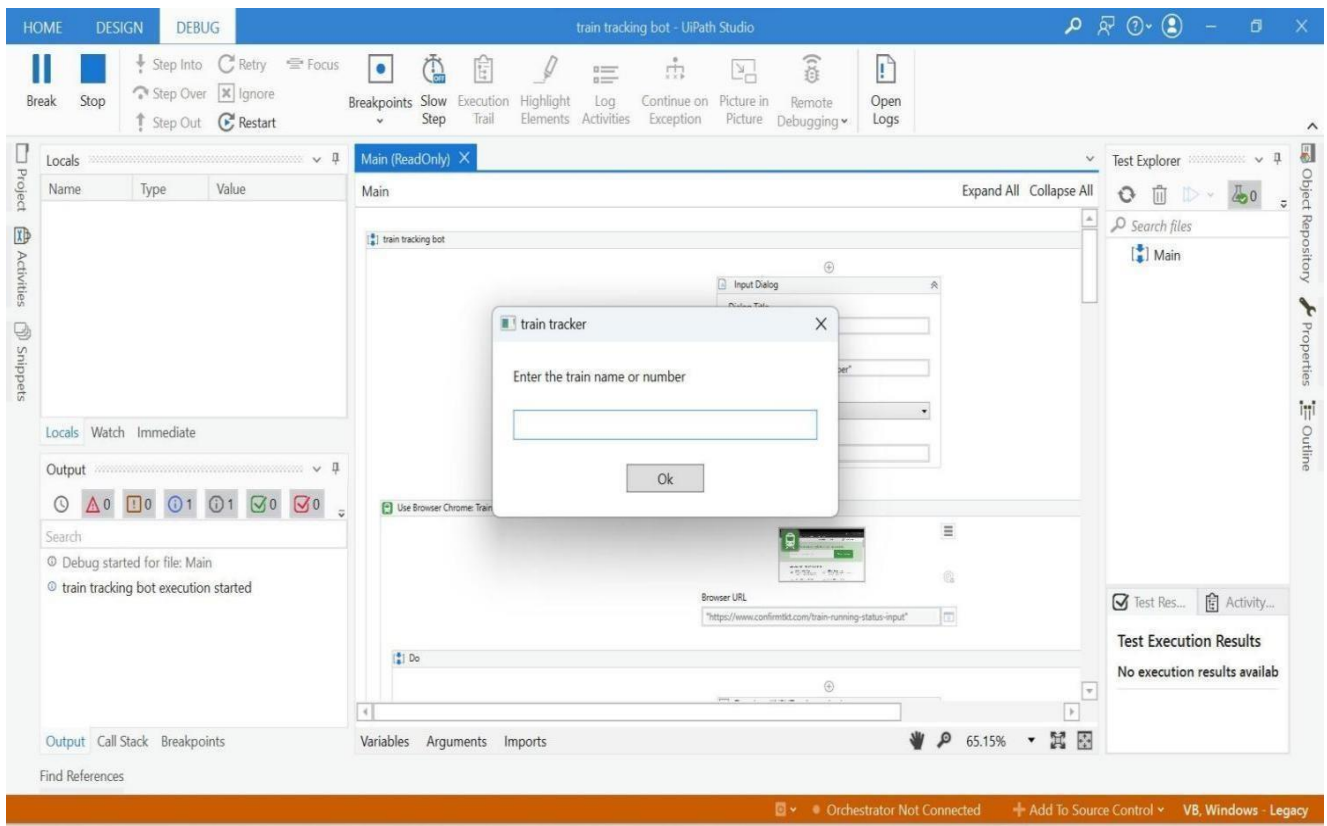 HOME DESIGN DEBUG train tracking bot - UiPath Studio
Break Stop Step Into Retry Focus
Step Over Ignore
Step Out Restart
Breakpoints Slow Step Execution Trail Highlight Elements Log Activities Continue on Exception Picture in Picture Remote Debugging Open Logs
OFF
Project
Activities
Snippets
Locals
Name Type Value
Locals Watch Immediate
Output
0 0 1 1 0 0
Search
Debug started for file: Main
train tracking bot execution started
Output Call Stack Breakpoints
Find References
Main (ReadOnly)
Main Expand All Collapse All
train tracking bot
Input Dialog
Dialog Title
train tracker
Enter the train name or number
Ok
Use Browser Chrome: Train
Browser URL
"https://www.confirmtkt.com/train-running-status-input"
Do
Variables Arguments Imports 65.15%
Test Explorer
0
Search files
Main
Test Res... Activity...
Test Execution Results
No execution results availab
Object Repository
Properties
Outline
Orchestrator Not Connected Add To Source Control VB, Windows - Legacy